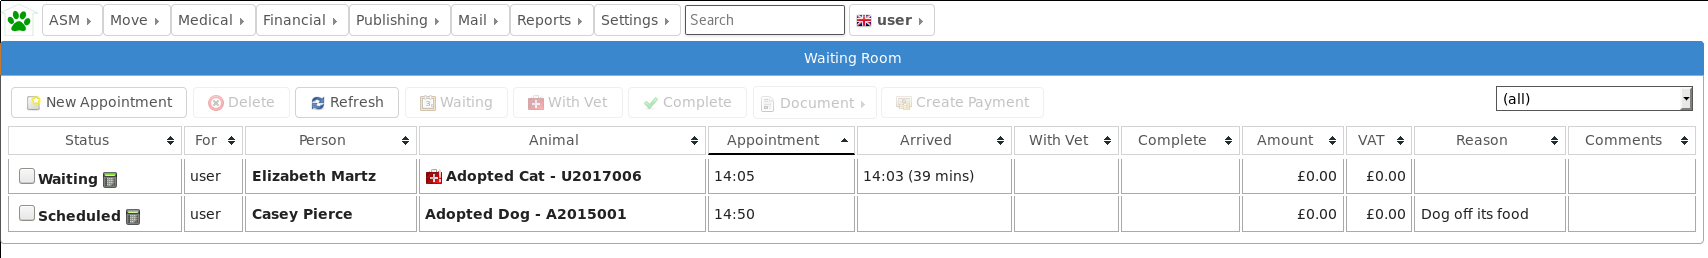 ASM Move Medical Financial Publishing Mail Reports Settings Search user
Waiting Room
New Appointment Delete Refresh Waiting With Vet Complete Document Create Payment (all)
Status For Person Animal Appointment Arrived With Vet Complete Amount VAT Reason Comments
Waiting user Elizabeth Martz Adopted Cat - U2017006 14:05 14:03 (39 mins) £0.00 £0.00
Scheduled user Casey Pierce Adopted Dog - A2015001 14:50 £0.00 £0.00 Dog off its food